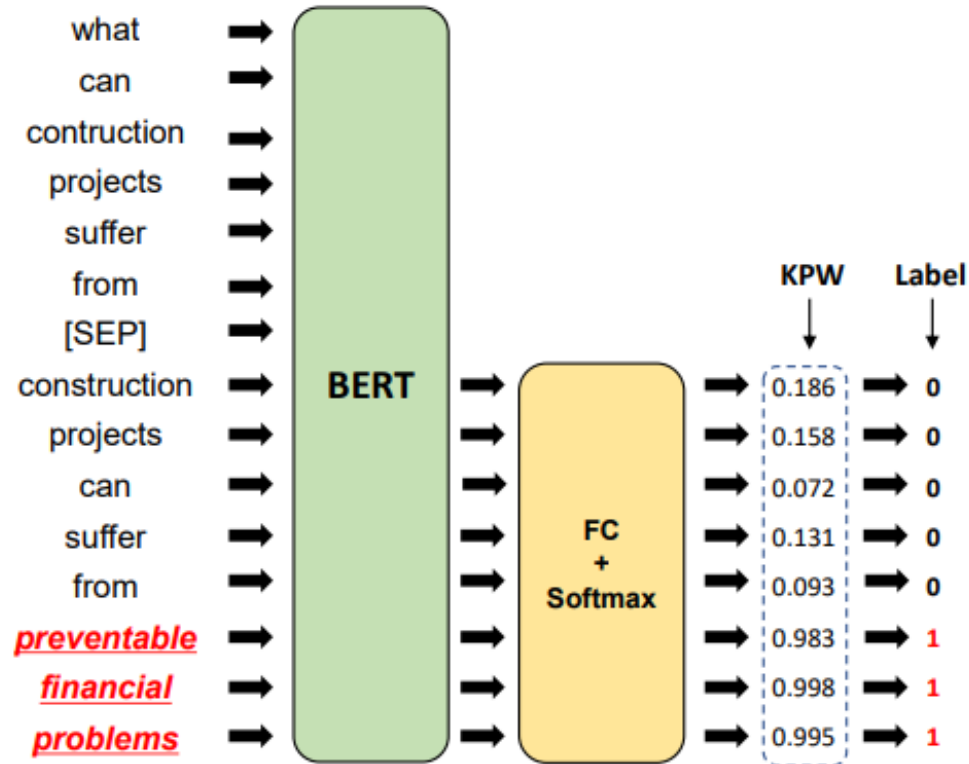 what
can
contruction
projects
suffer
from
KPW Label
[SEP]
construction BERT 0.186 0
projects 0.158 0
can 0.072 0
suffer FC 0.131 0
+
from Softmax 0.093 0
preventable 0.983 1
financial 0.998 1
problems 0.995 1